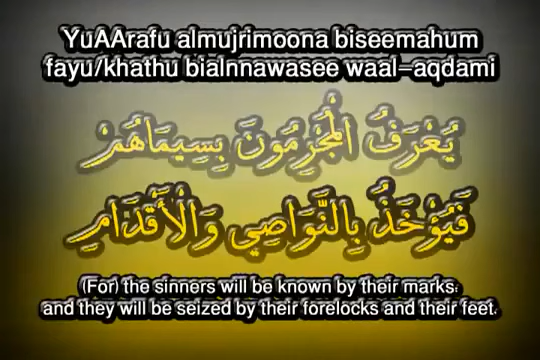 YuAArafu almujrimoona biseemahum
fayu/khathu bialnnawasee waal-aqdami
يُعْرَفُ الْمُجْرِمُونَ بِسِيمَاهُمْ
فَيُؤْخَذُ بِالنَّوَاصِي وَالْأَقْدَامِ
(For) the sinners will be known by their marks:
and they will be seized by their forelocks and their feet.